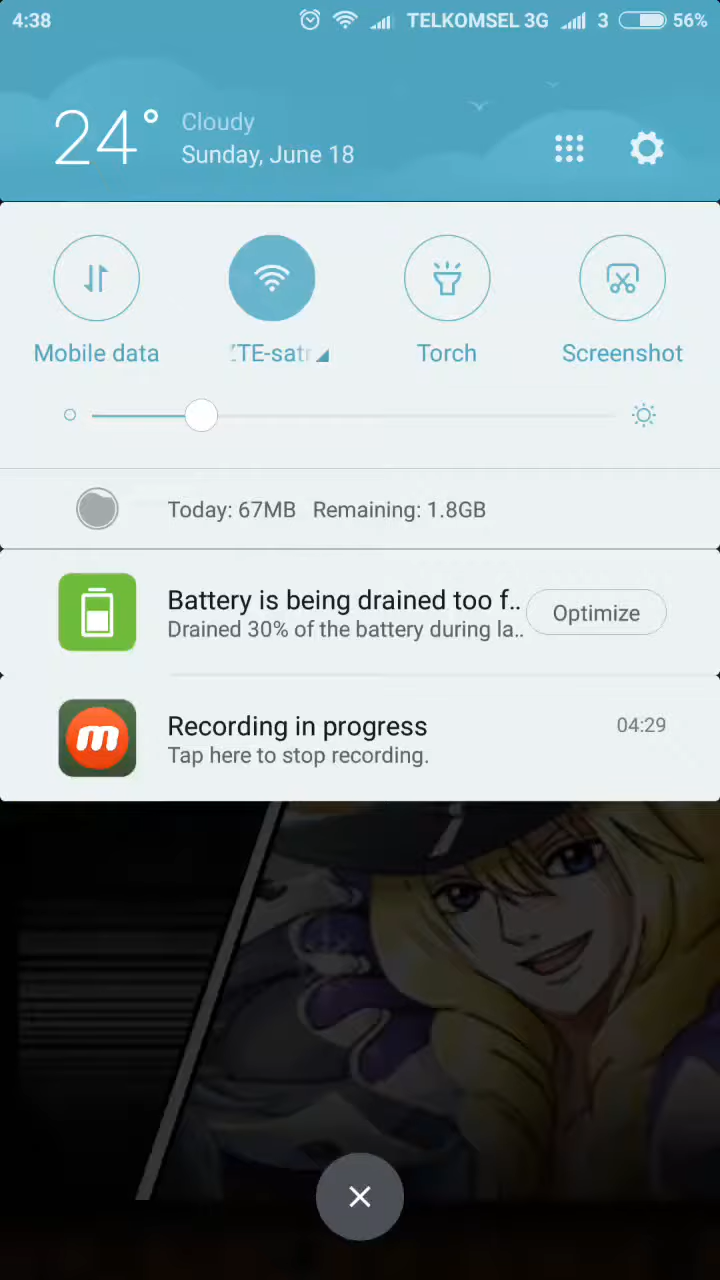 4:38 TELKOMSEL 3G 3 56%
24° Cloudy
Sunday, June 18
Mobile data TE-satr Torch Screenshot
Today: 67MB Remaining: 1.8GB
Battery is being drained too f..
Drained 30% of the battery during la..
Optimize
Recording in progress 04:29
Tap here to stop recording.
m